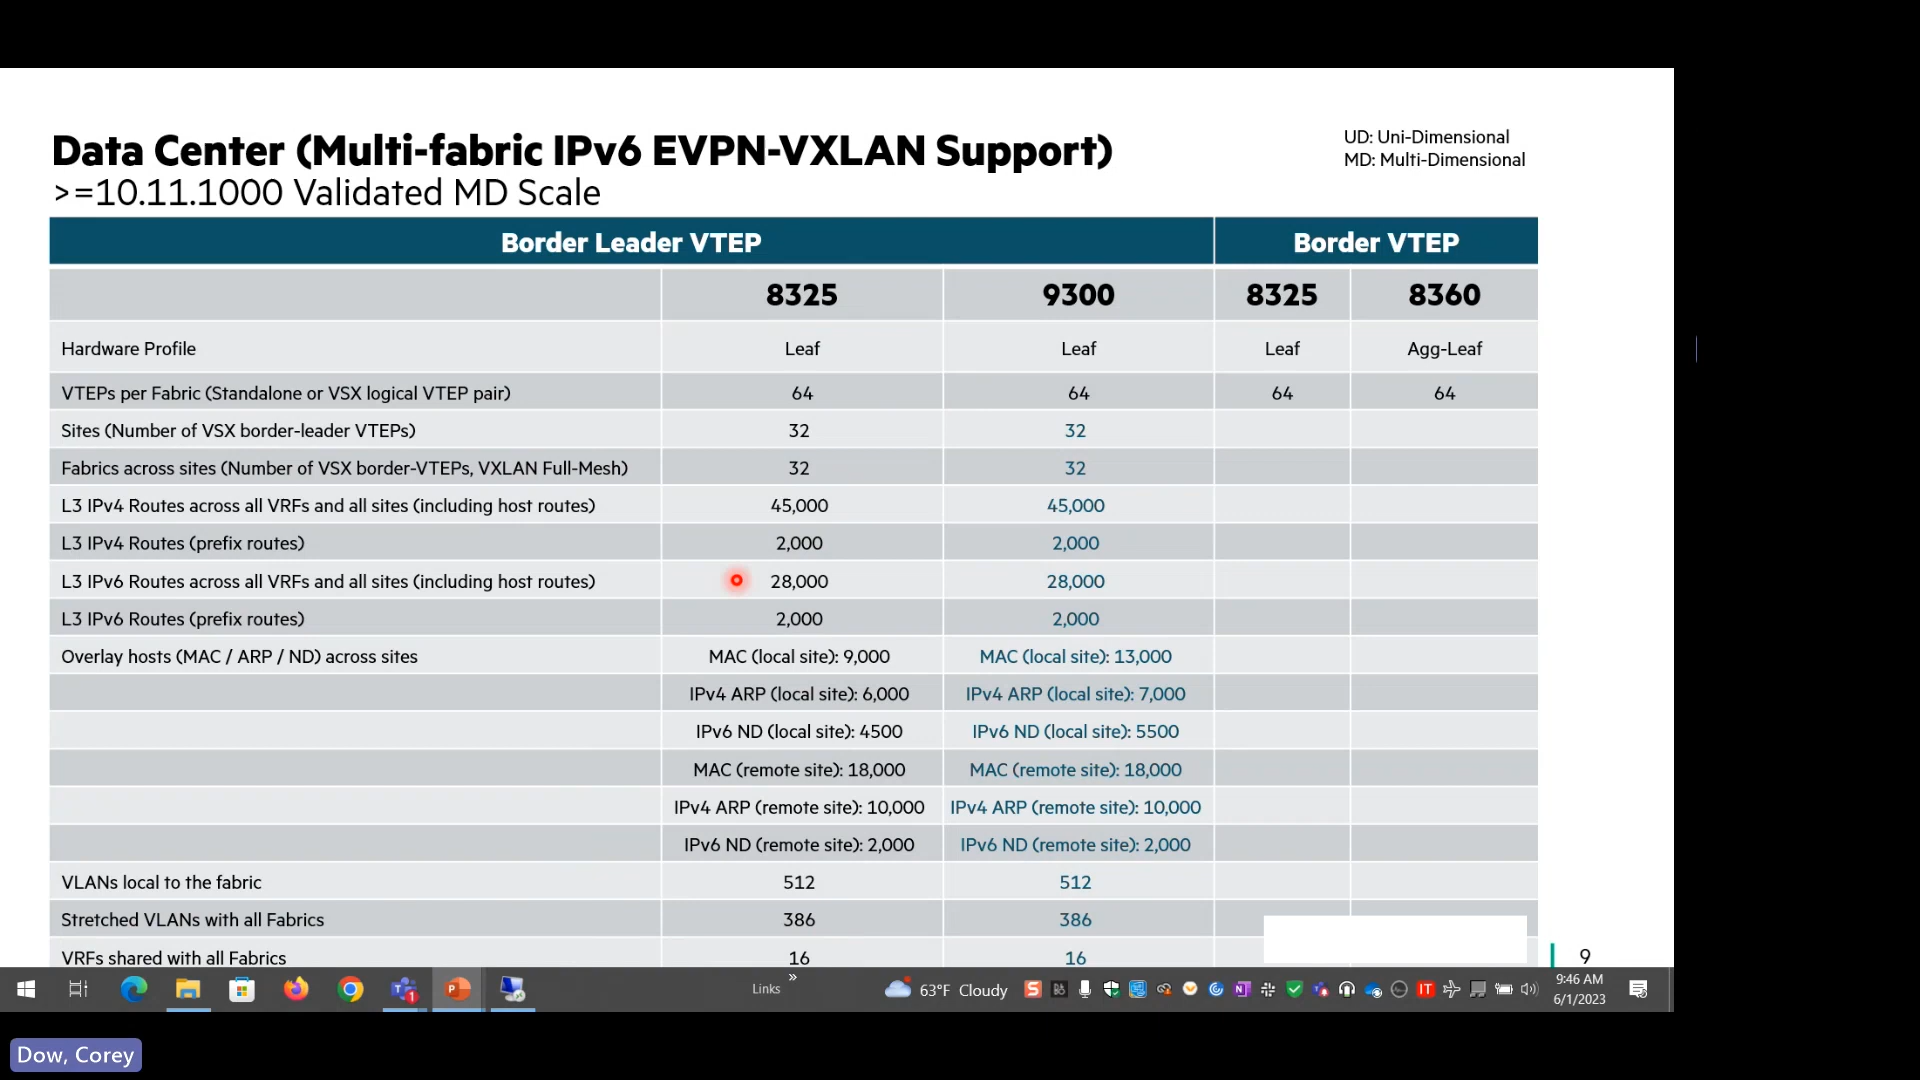 Data Center (Multi-fabric IPv6 EVPN-VXLAN Support)
>=10.11.1000 Validated MD Scale
UD: Uni-Dimensional
MD: Multi-Dimensional
Border Leader VTEP Border VTEP
8325 9300 8325 8360
Hardware Profile Leaf Leaf Leaf Agg-Leaf
VTEPs per Fabric (Standalone or VSX logical VTEP pair) 64 64 64 64
Sites (Number of VSX border-leader VTEPs) 32 32
Fabrics across sites (Number of VSX border-VTEPs, VXLAN Full-Mesh) 32 32
L3 IPv4 Routes across all VRFs and all sites (including host routes) 45,000 45,000
L3 IPv4 Routes (prefix routes) 2,000 2,000
L3 IPv6 Routes across all VRFs and all sites (including host routes) 28,000 28,000
L3 IPv6 Routes (prefix routes) 2,000 2,000
Overlay hosts (MAC / ARP / ND) across sites MAC (local site): 9,000 MAC (local site): 13,000
IPv4 ARP (local site): 6,000 IPv4 ARP (local site): 7,000
IPv6 ND (local site): 4500 IPv6 ND (local site): 5500
MAC (remote site): 18,000 MAC (remote site): 18,000
IPv4 ARP (remote site): 10,000 IPv4 ARP (remote site): 10,000
IPv6 ND (remote site): 2,000 IPv6 ND (remote site): 2,000
VLANs local to the fabric 512 512
Stretched VLANs with all Fabrics 386 386
VRFs shared with all Fabrics 16 16
9
Links » 63°F Cloudy 9:46 AM
6/1/2023
Dow, Corey